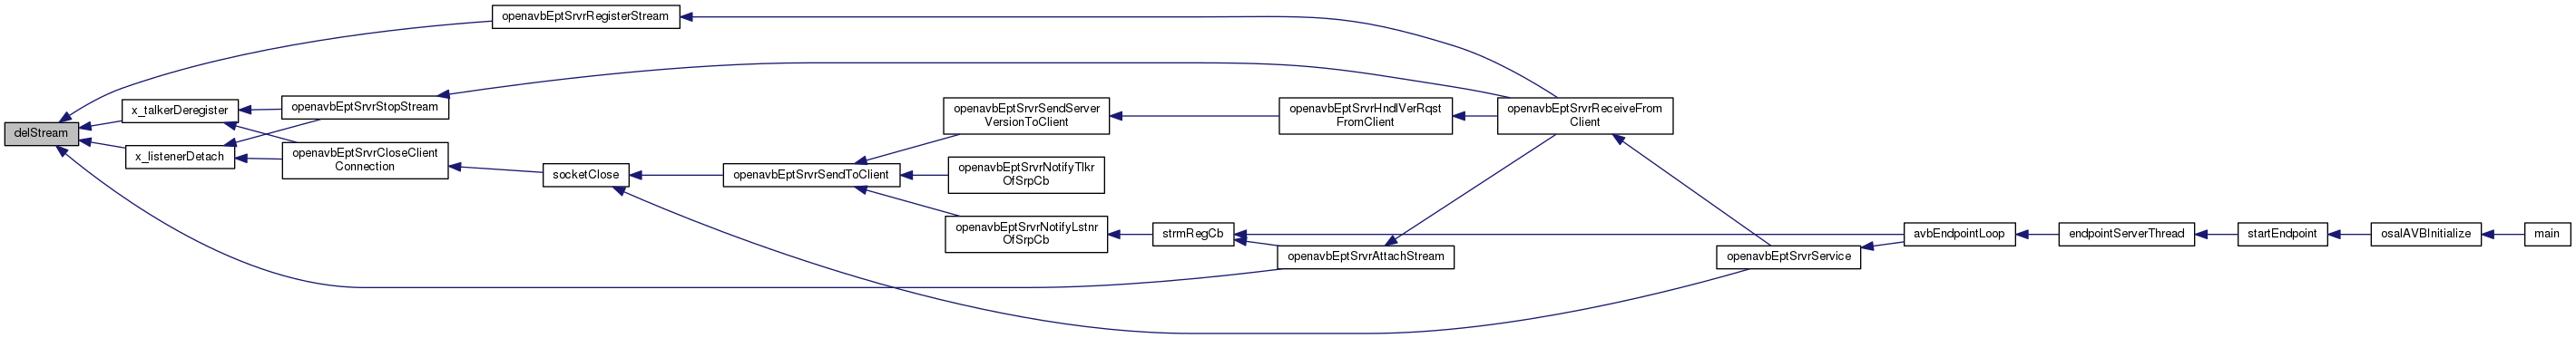 delStream
openavbEptSrvrRegisterStream
x_talkerDeregister
openavbEptSrvrStopStream
x_listenerDetach
openavbEptSrvrCloseClient
Connection
socketClose
openavbEptSrvrSendToClient
openavbEptSrvrSendServer
VersionToClient
openavbEptSrvrHndlVerRqst
FromClient
openavbEptSrvrReceiveFrom
Client
openavbEptSrvrNotifyTlkr
OfSrpCb
openavbEptSrvrNotifyLstnr
OfSrpCb
strmRegCb
openavbEptSrvrAttachStream
openavbEptSrvrService
avbEndpointLoop
endpointServerThread
startEndpoint
osalAVBInitialize
main